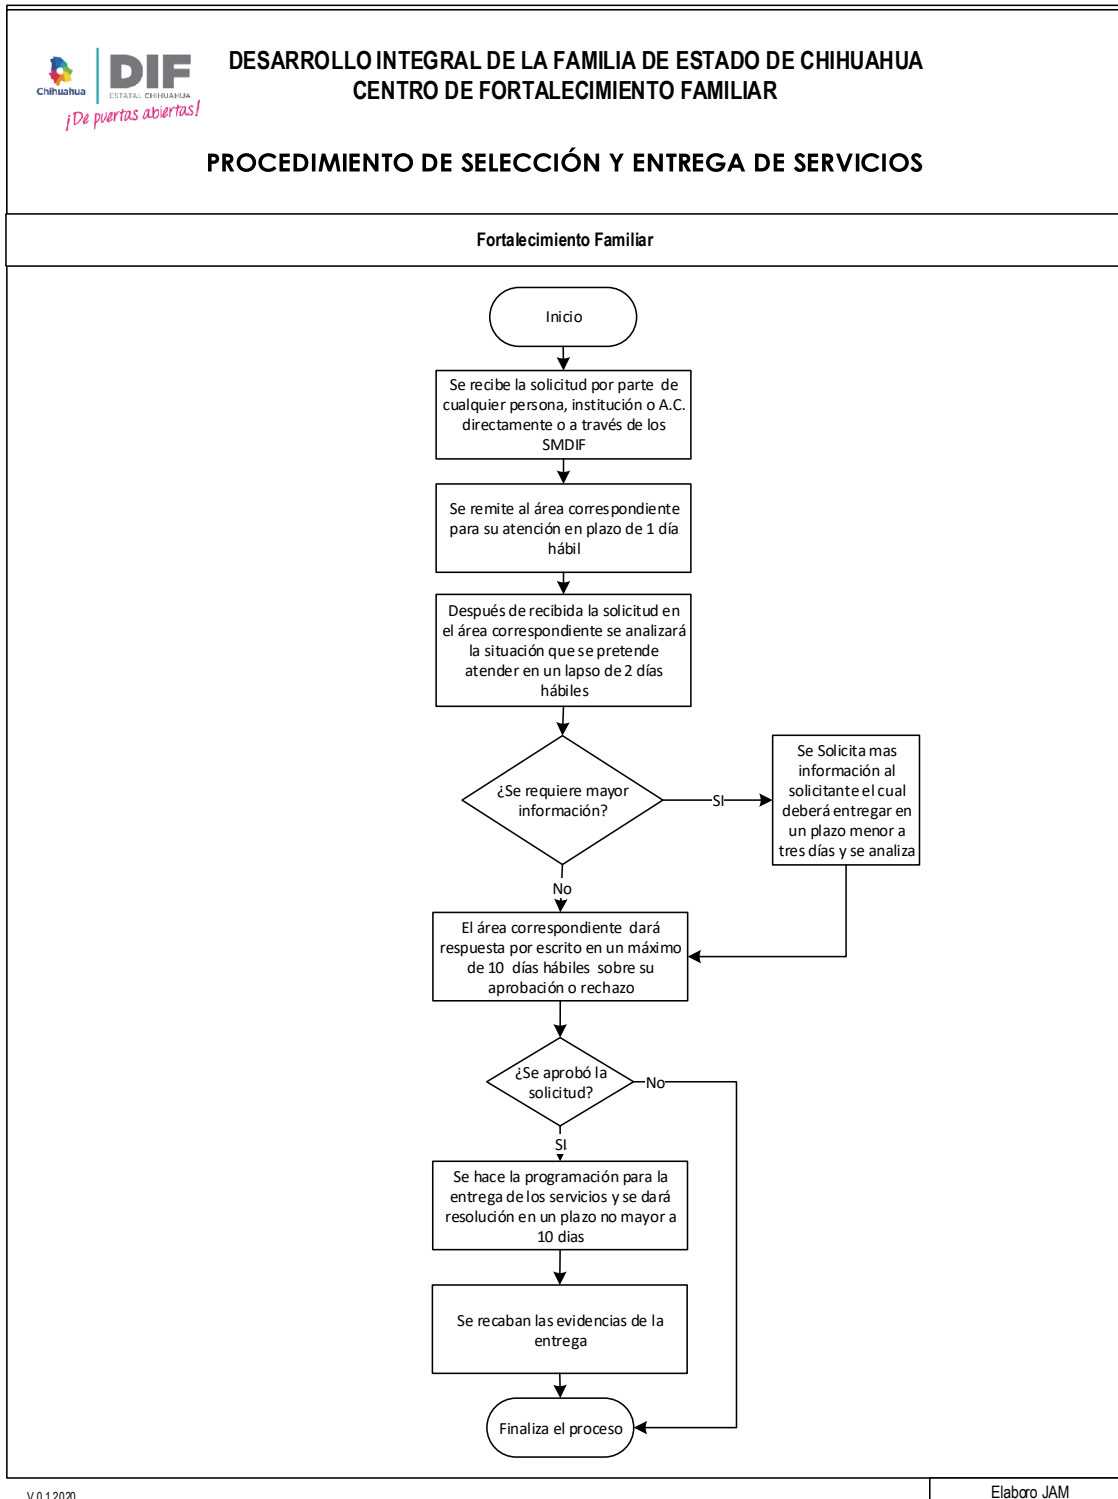 Chihuahua
DIF
ESTATAL CHIHUAHUA
¡De puertas abiertas!
DESARROLLO INTEGRAL DE LA FAMILIA DE ESTADO DE CHIHUAHUA
CENTRO DE FORTALECIMIENTO FAMILIAR
PROCEDIMIENTO DE SELECCIÓN Y ENTREGA DE SERVICIOS
Fortalecimiento Familiar
Inicio
Se recibe la solicitud por parte de
cualquier persona, institución o A.C.
directamente o a través de los
SMDIF
Se remite al área correspondiente
para su atención en plazo de 1 día
hábil
Después de recibida la solicitud en
el área correspondiente se analizará
la situación que se pretende
atender en un lapso de 2 días
hábiles
¿Se requiere mayor
información?
SI
Se Solicita mas
información al
solicitante el cual
deberá entregar en
un plazo menor a
tres días y se analiza
No
El área correspondiente dará
respuesta por escrito en un máximo
de 10 días hábiles sobre su
aprobación o rechazo
¿Se aprobó la
solicitud?
No
SI
Se hace la programación para la
entrega de los servicios y se dará
resolución en un plazo no mayor a
10 dias
Se recaban las evidencias de la
entrega
Finaliza el proceso
V.0.1.2020
Elaboro JAM